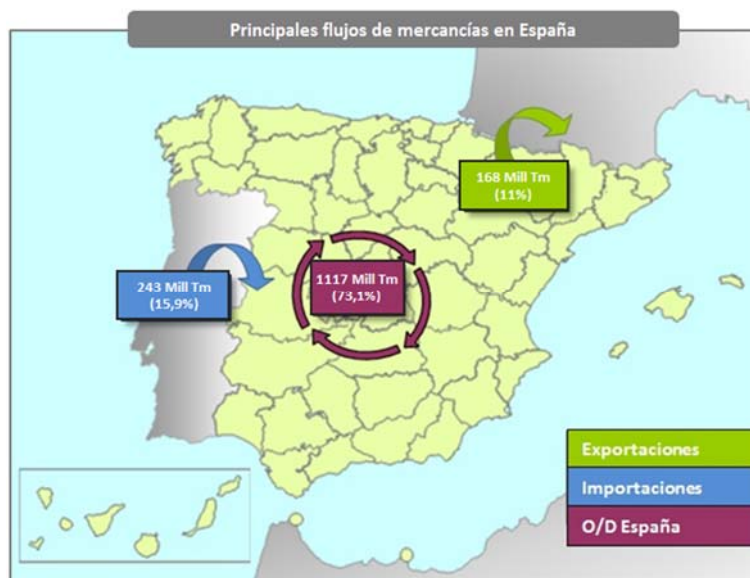 Principales flujos de mercancías en España
168 Mill Tm
(11%)
243 Mill Tm
(15,9%)
1117 Mill Tm
(73,1%)
Exportaciones
Importaciones
O/D España